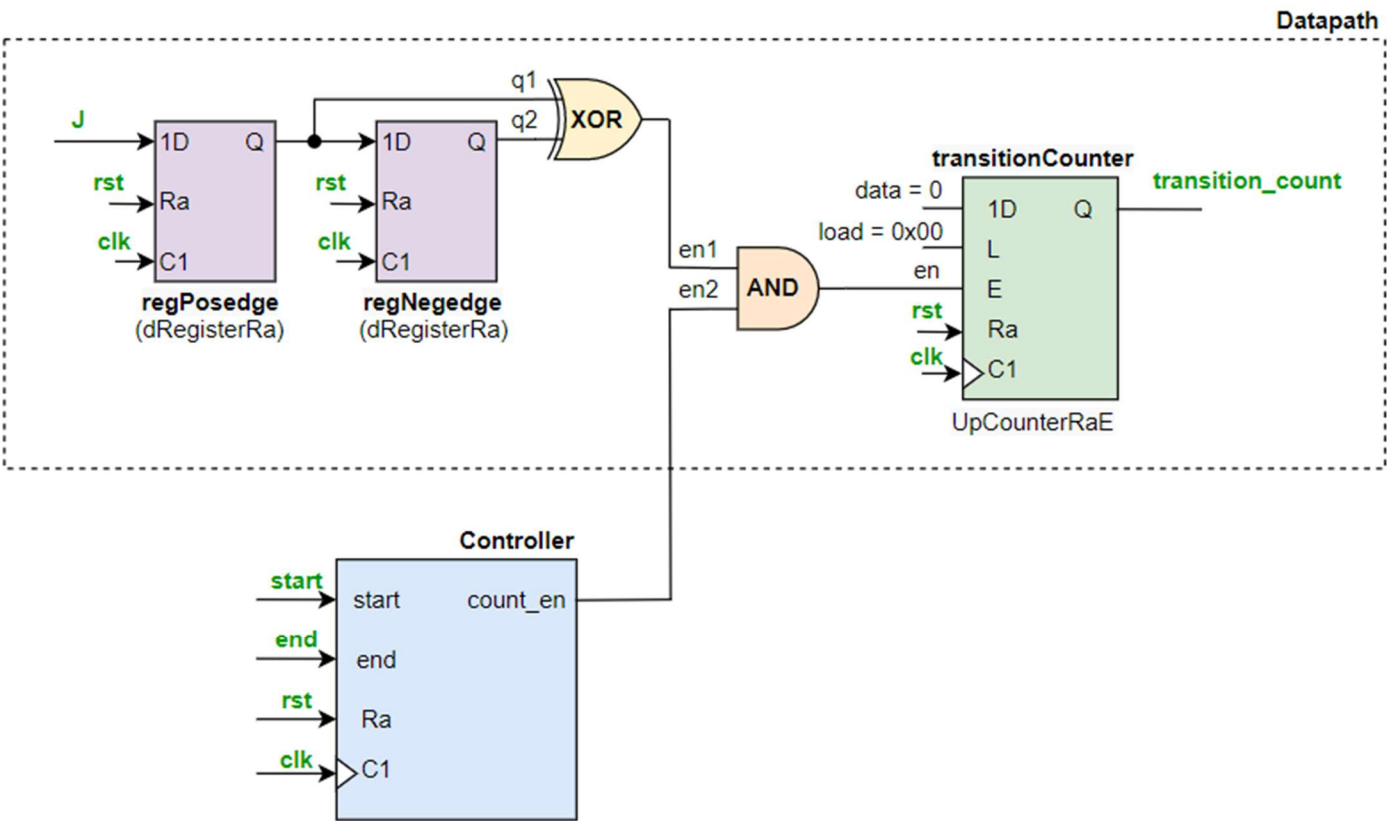 Datapath
J
1D Q
rst
Ra
clk
C1
regPosedge
(dRegisterRa)
1D Q
rst
Ra
clk
C1
regNegedge
(dRegisterRa)
q1
q2
XOR
en1
en2
AND
transitionCounter
data = 0
1D Q
transition_count
load = 0x00
L
en
E
rst
Ra
clk
C1
UpCounterRaE
Controller
start
start count_en
end
end
rst
Ra
clk
C1